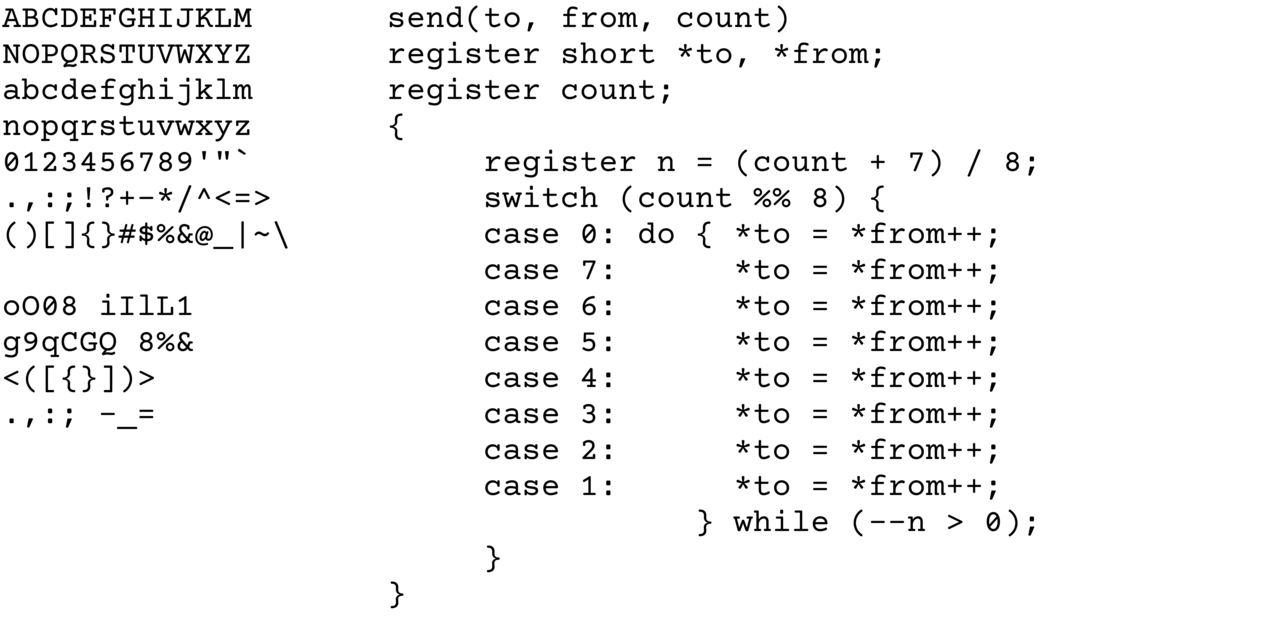 ABCDEFGHIJKLM        send(to, from, count)
NOPQRSTUVWXYZ        register short *to, *from;
abcdefghijklm        register count;
nopqrstuvwxyz        {
0123456789'"`             register n = (count + 7) / 8;
.,:;!?+-*/^<=>            switch (count %% 8) {
()[]{}#$%&@_|~\           case 0: do { *to = *from++;
                          case 7:      *to = *from++;
oO08 iIlL1                case 6:      *to = *from++;
g9qCGQ 8%&                case 5:      *to = *from++;
<([{}])>                  case 4:      *to = *from++;
.,:; -_=                  case 3:      *to = *from++;
                          case 2:      *to = *from++;
                          case 1:      *to = *from++;
                                     } while (--n > 0);
                          }
                     }